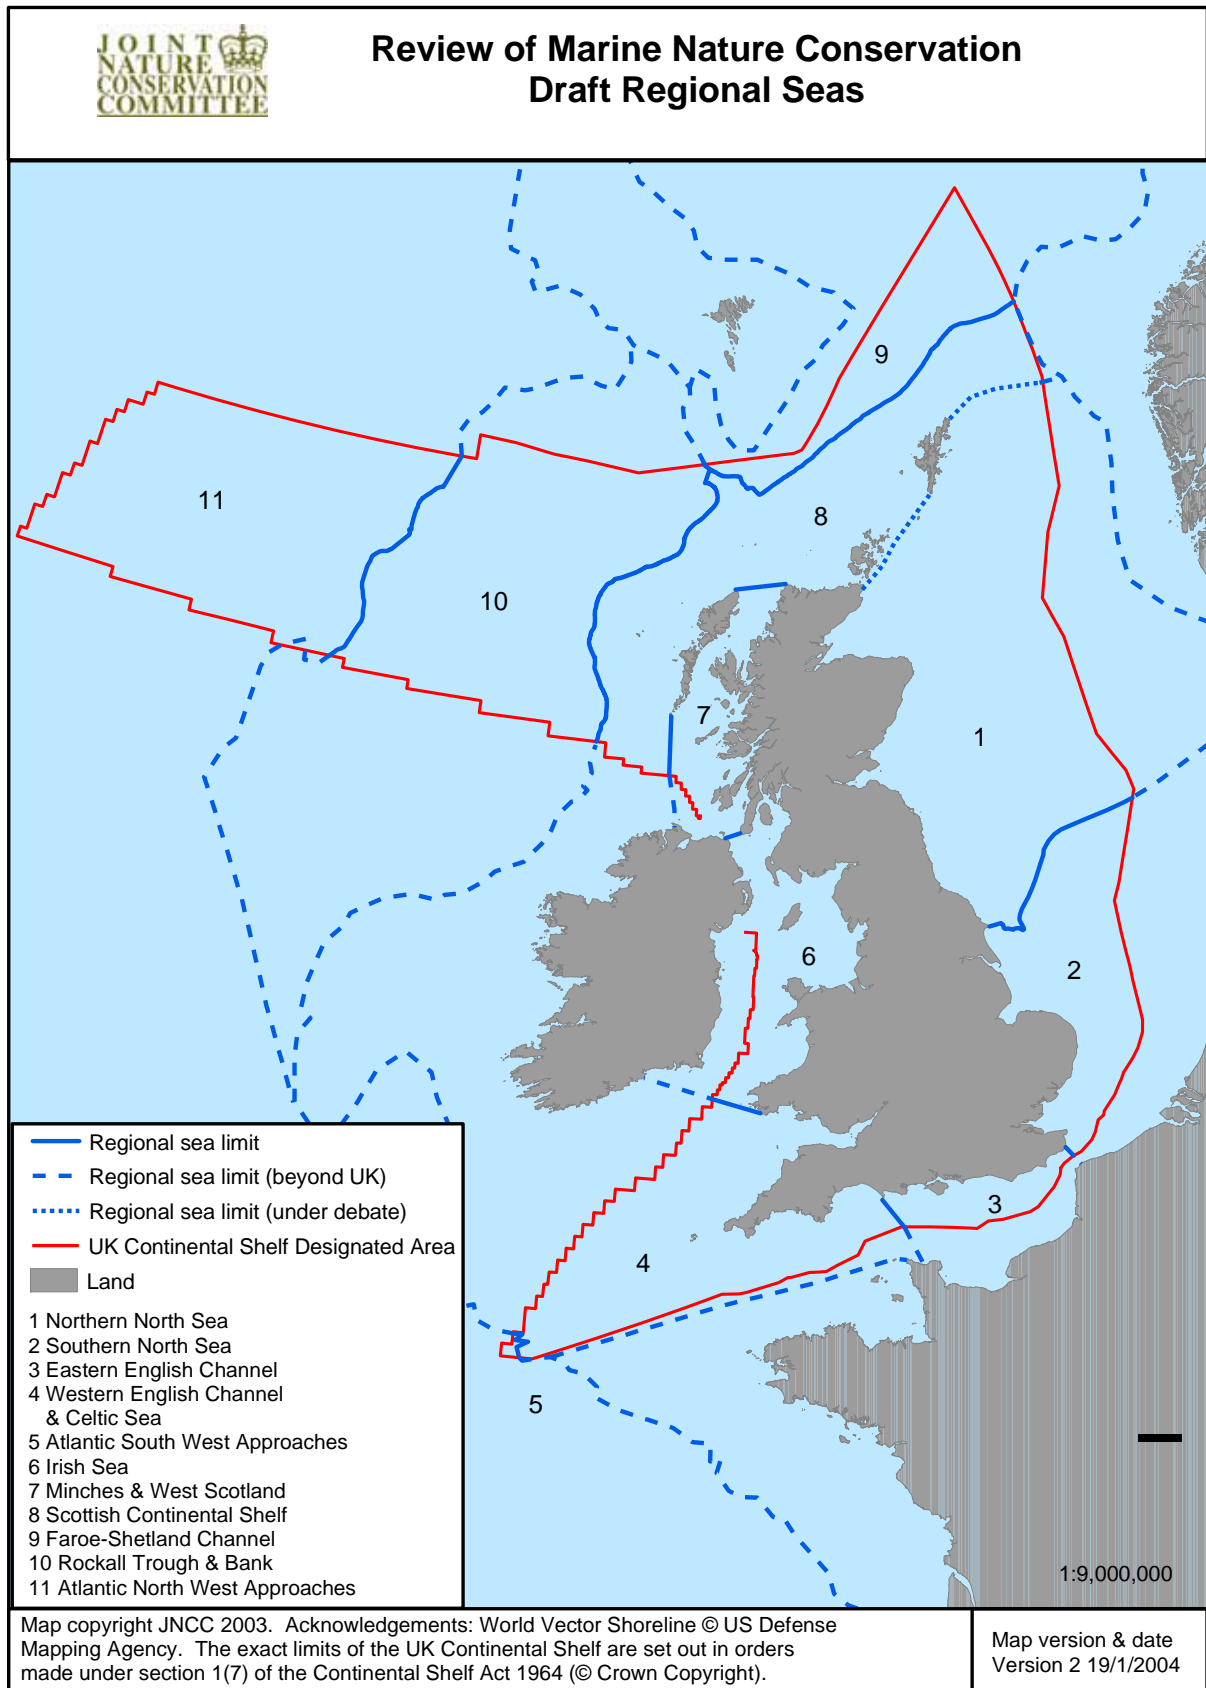 JOINT
NATURE
CONSERVATION
COMMITTEE
Review of Marine Nature Conservation
Draft Regional Seas
9
11
8
10
7
1
6
2
3
4
5
Regional sea limit
Regional sea limit (beyond UK)
Regional sea limit (under debate)
UK Continental Shelf Designated Area
Land
1 Northern North Sea
2 Southern North Sea
3 Eastern English Channel
4 Western English Channel
& Celtic Sea
5 Atlantic South West Approaches
6 Irish Sea
7 Minches & West Scotland
8 Scottish Continental Shelf
9 Faroe-Shetland Channel
10 Rockall Trough & Bank
11 Atlantic North West Approaches
1:9,000,000
Map copyright JNCC 2003. Acknowledgements: World Vector Shoreline © US Defense
Mapping Agency. The exact limits of the UK Continental Shelf are set out in orders
made under section 1(7) of the Continental Shelf Act 1964 (© Crown Copyright).
Map version & date
Version 2 19/1/2004